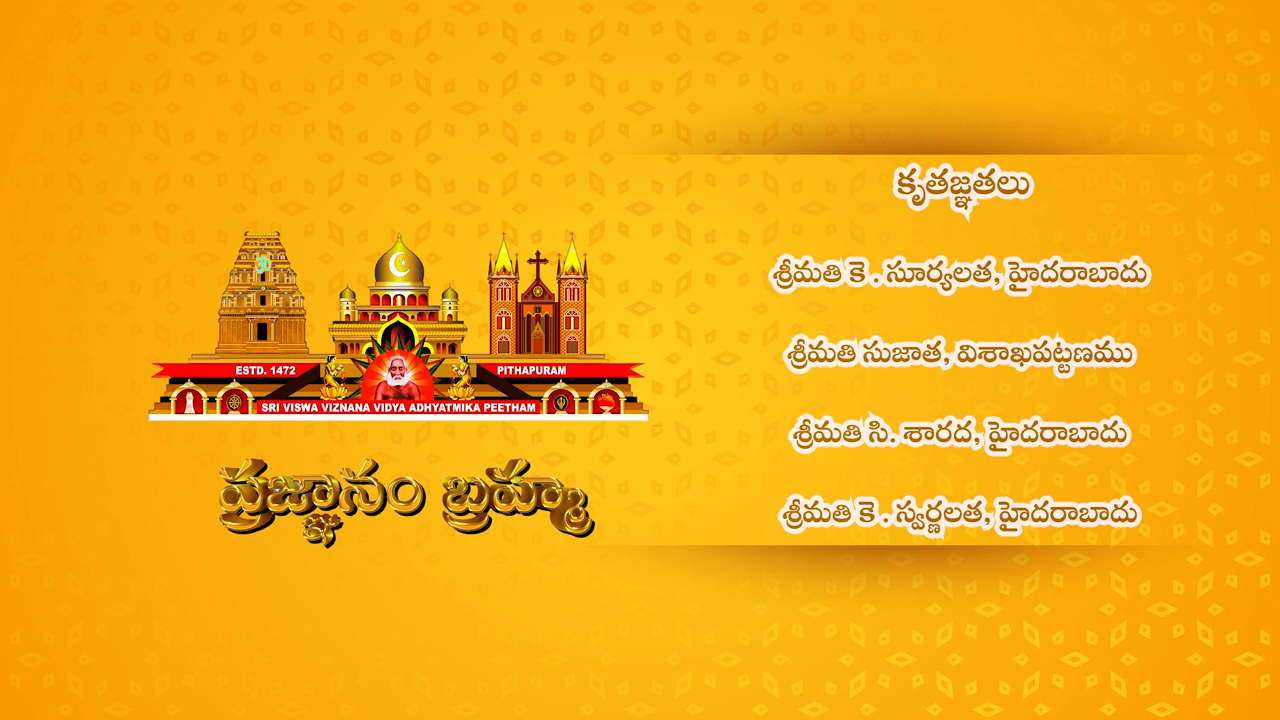 ESTD. 1472
PITHAPURAM
SRI VISWA VIZNANA VIDYA ADHYATMIKA PEETHAM
ప్రజ్ఞానం బ్రహ్మ
కృతజ్ఞతలు
శ్రీమతి కె . సూర్యలత, హైదరాబాదు
శ్రీమతి సుజాత, విశాఖపట్టణము
శ్రీమతి సి. శారద, హైదరాబాదు
శ్రీమతి కె . స్వర్ణలత, హైదరాబాదు